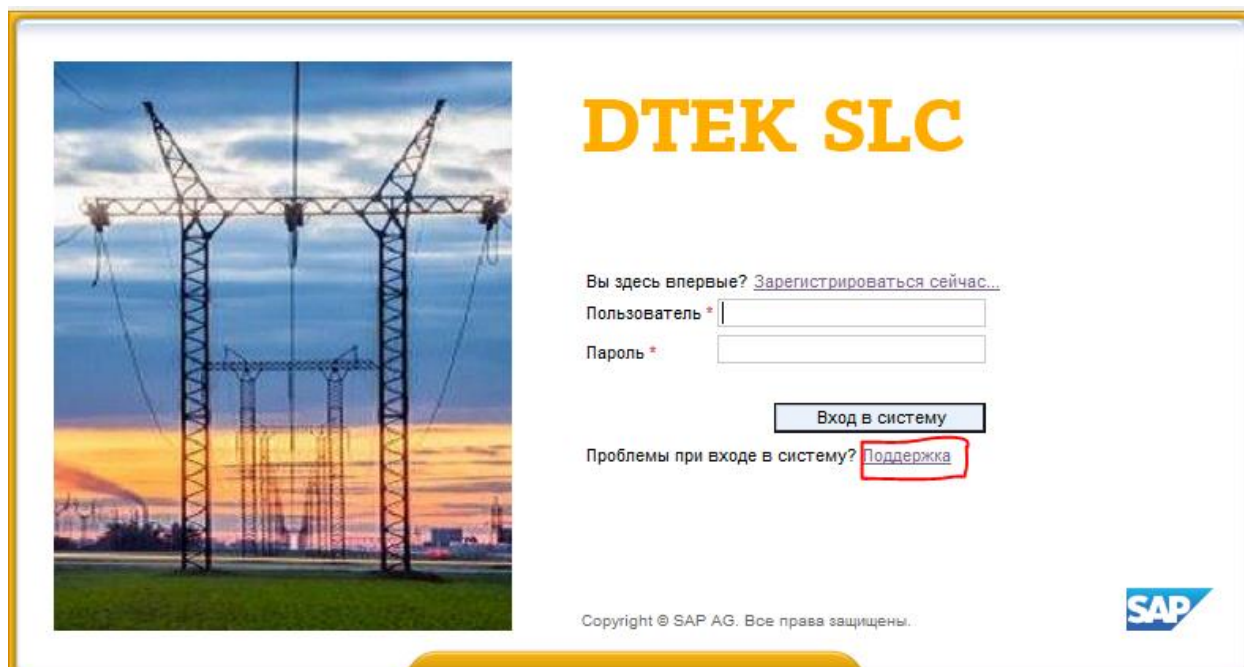 DTEK SLC
Вы здесь впервые? Зарегистрироваться сейчас...
Пользователь *
Пароль *
Вход в систему
Проблемы при входе в систему? Поддержка
Copyright © SAP AG. Все права защищены.
SAP